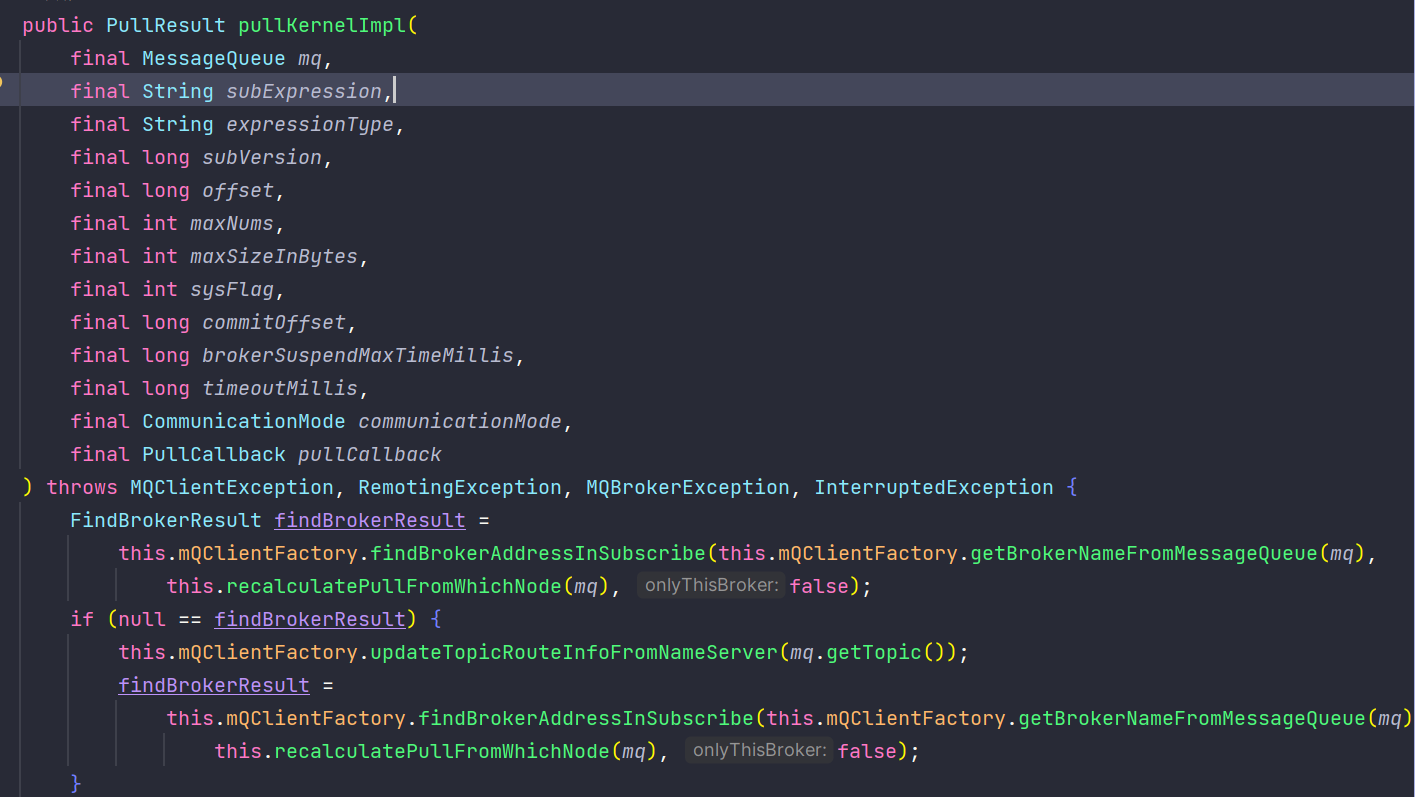 public PullResult pullKernelImpl(
final MessageQueue mq,
final String subExpression,
final String expressionType,
final long subVersion,
final long offset,
final int maxNums,
final int maxSizeInBytes,
final int sysFlag,
final long commitOffset,
final long brokerSuspendMaxTimeMillis,
final long timeoutMillis,
final CommunicationMode communicationMode,
final PullCallback pullCallback
) throws MQClientException, RemotingException, MQBrokerException, InterruptedException {
FindBrokerResult findBrokerResult =
this.mQClientFactory.findBrokerAddressInSubscribe(this.mQClientFactory.getBrokerNameFromMessageQueue(mq),
this.recalculatePullFromWhichNode(mq), onlyThisBroker: false);
if (null == findBrokerResult) {
this.mQClientFactory.updateTopicRouteInfoFromNameServer(mq.getTopic());
findBrokerResult =
this.mQClientFactory.findBrokerAddressInSubscribe(this.mQClientFactory.getBrokerNameFromMessageQueue(mq)
this.recalculatePullFromWhichNode(mq), onlyThisBroker: false);
}